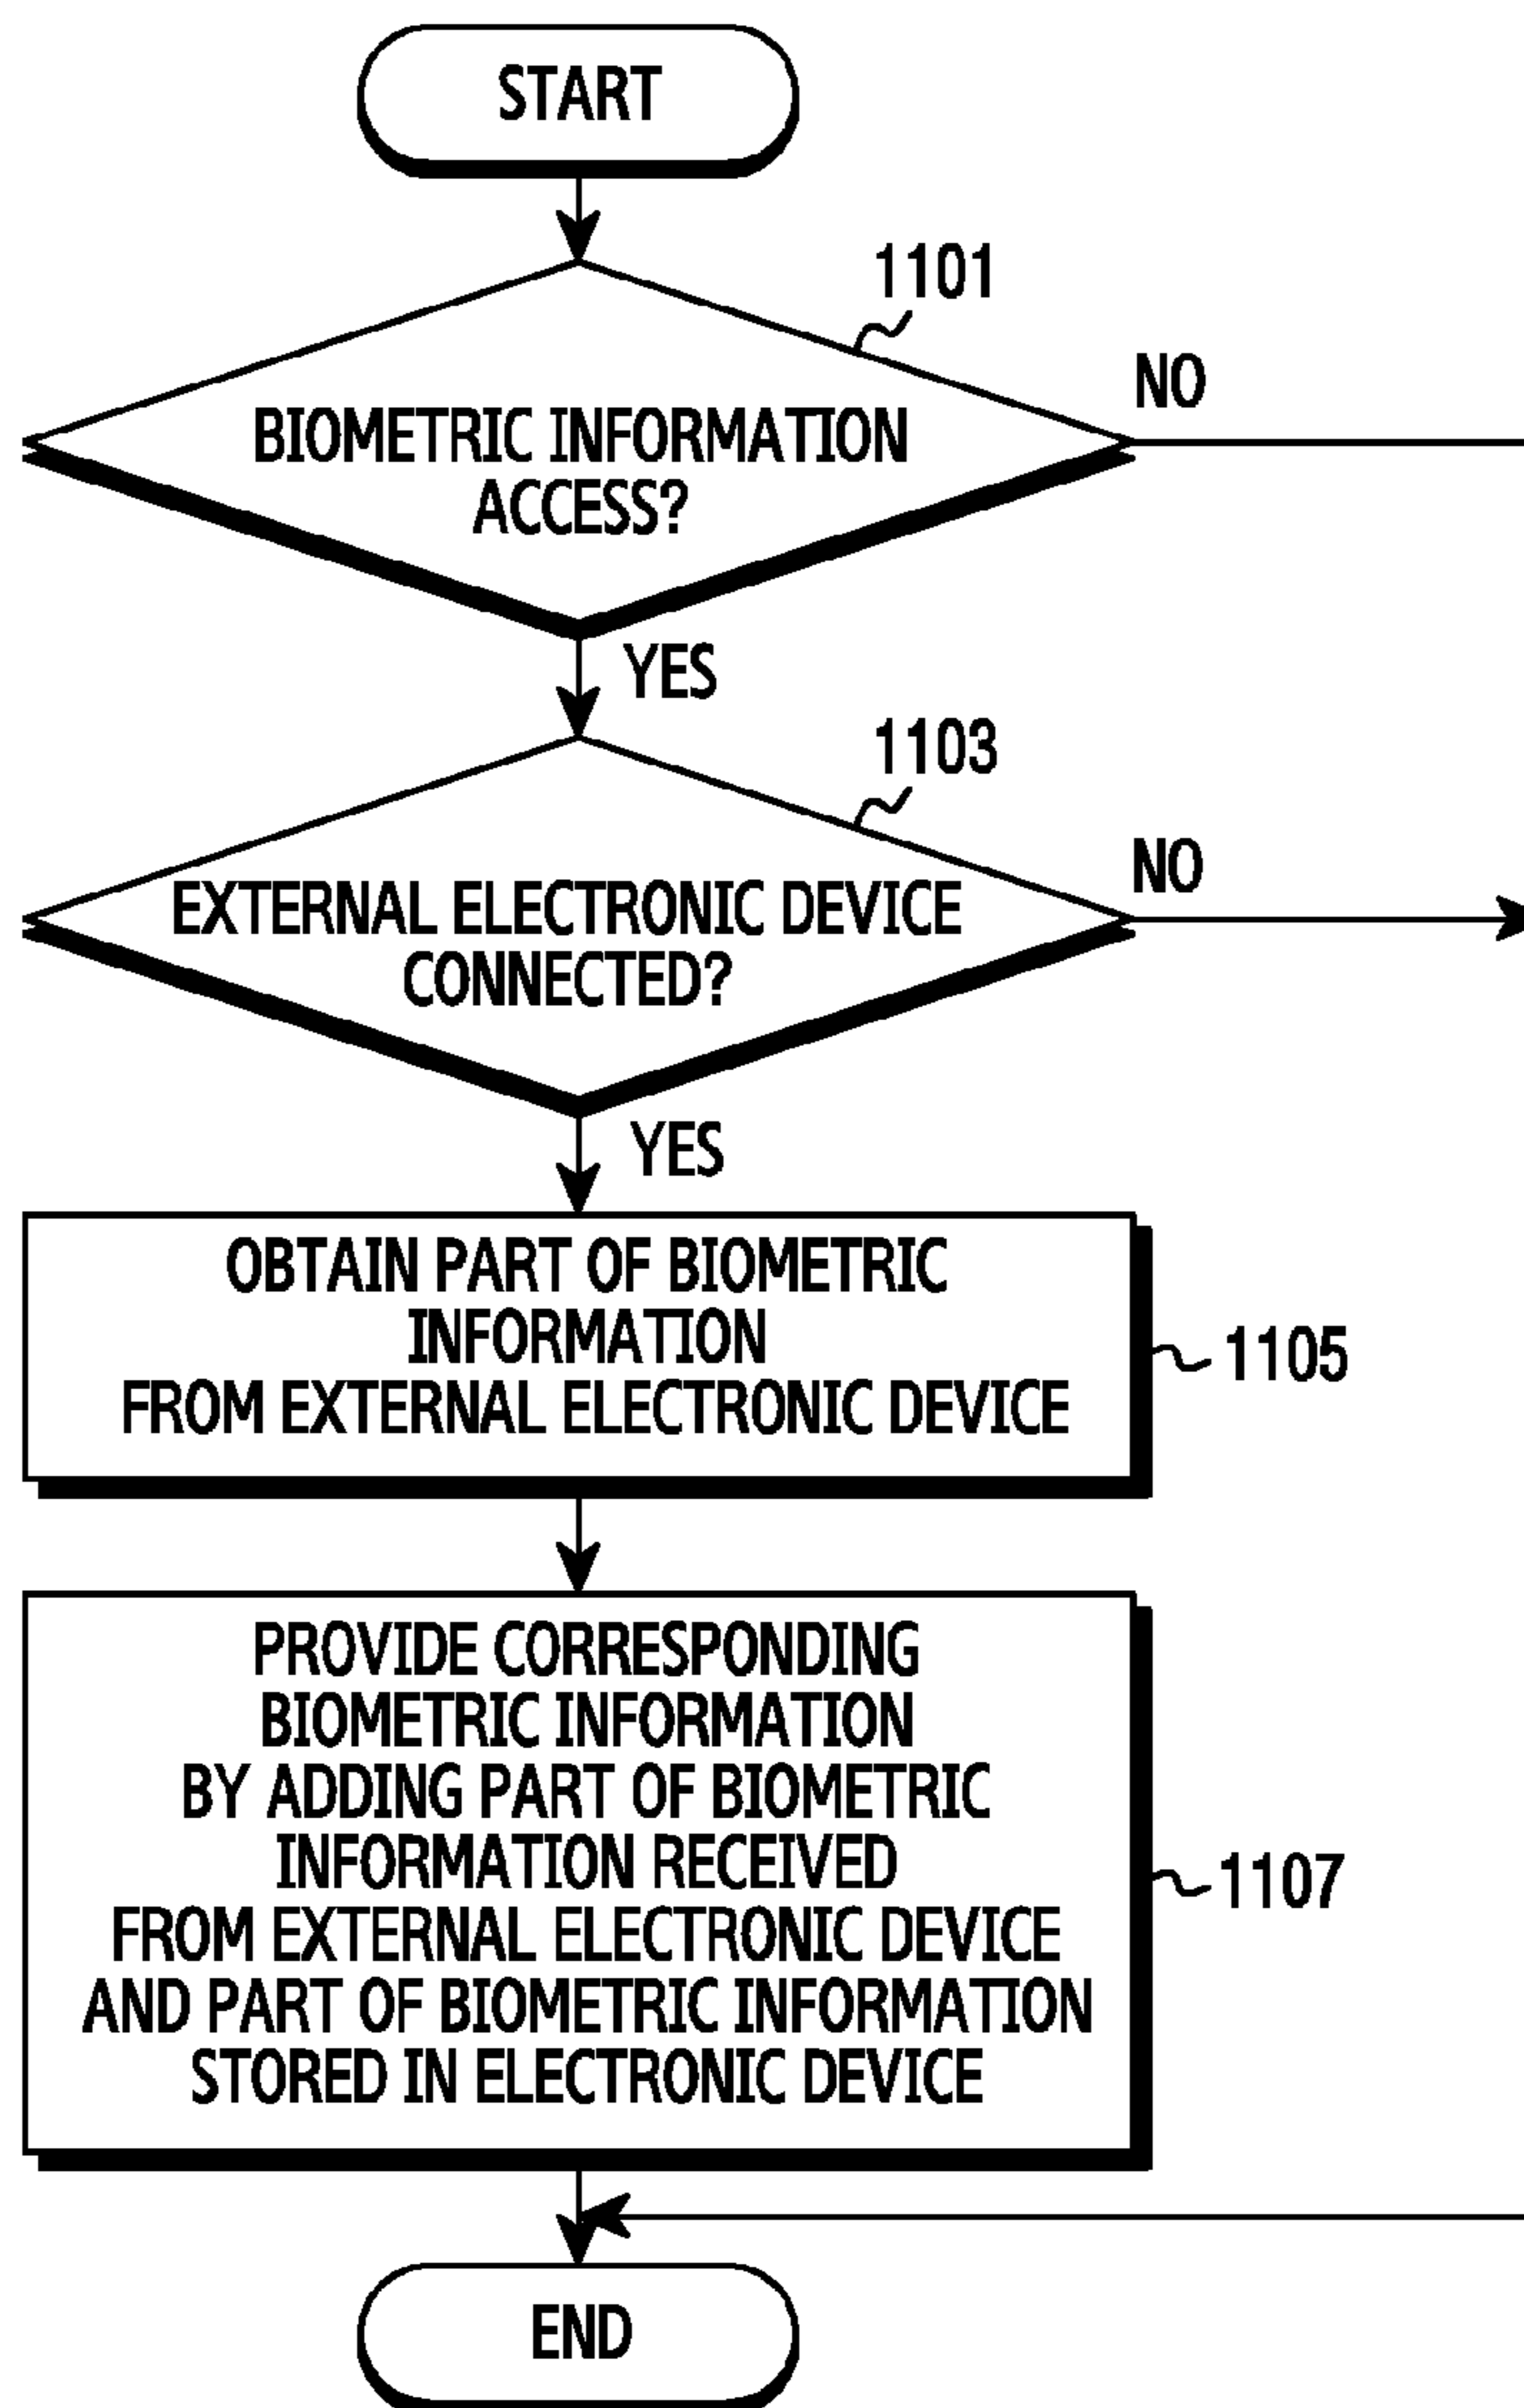 START
1101
NO
BIOMETRIC INFORMATION
ACCESS?
YES
1103
NO
EXTERNAL ELECTRONIC DEVICE
CONNECTED?
YES
OBTAIN PART OF BIOMETRIC
INFORMATION
FROM EXTERNAL ELECTRONIC DEVICE
1105
PROVIDE CORRESPONDING
BIOMETRIC INFORMATION
BY ADDING PART OF BIOMETRIC
INFORMATION RECEIVED
FROM EXTERNAL ELECTRONIC DEVICE
AND PART OF BIOMETRIC INFORMATION
STORED IN ELECTRONIC DEVICE
1107
END